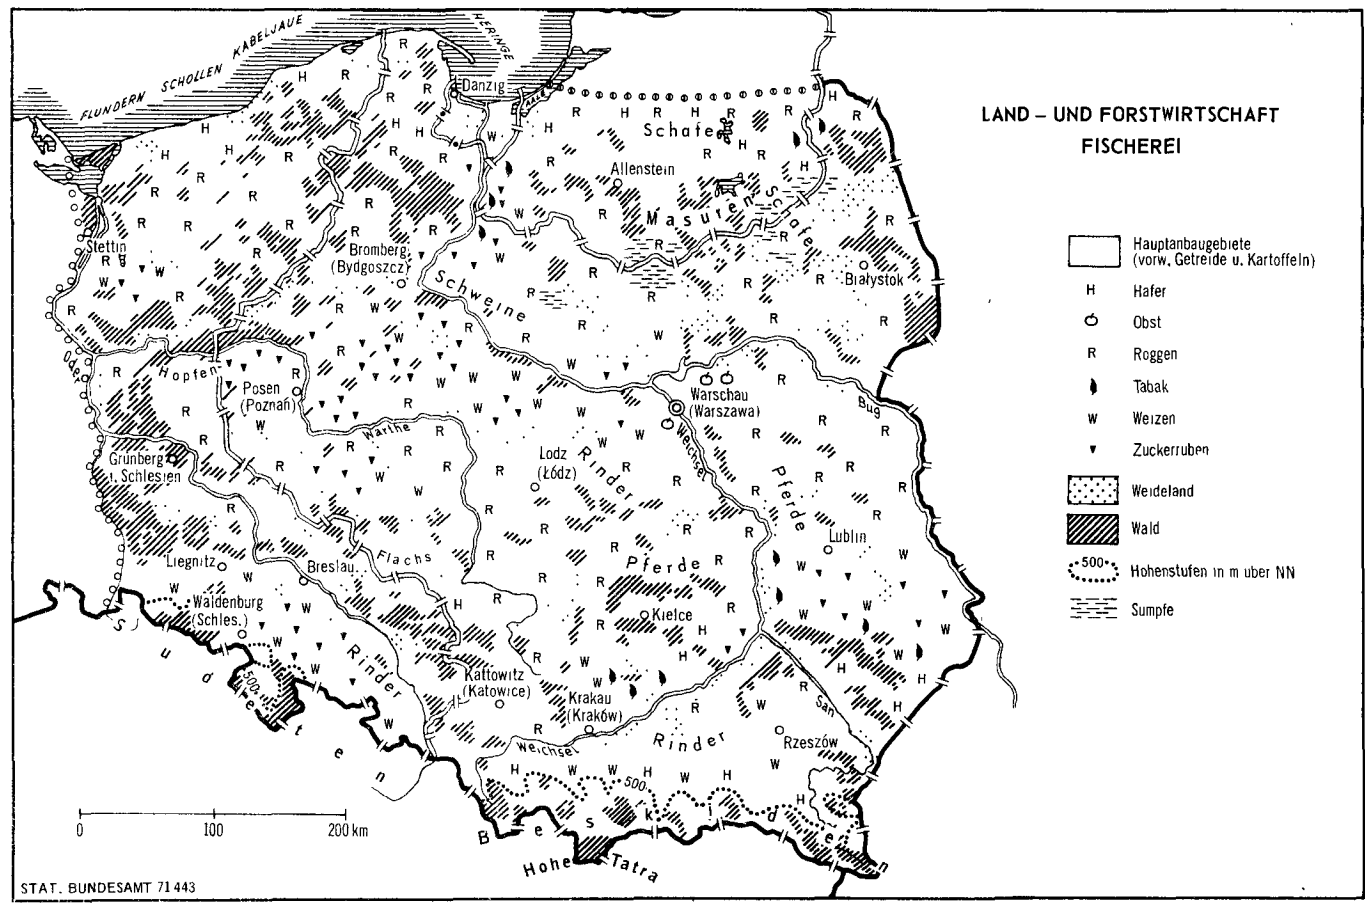 FLUNDERN SCHOLLEN KABELJAUE
HERINGE
LAND – UND FORSTWIRTSCHAFT
FISCHEREI
Hauptanbaugebiete
(vorw. Getreide u. Kartoffeln)
H Hafer
Obst
R Roggen
Tabak
W Weizen
Zuckerruben
Weideland
Wald
500 Hohenstufen in m uber NN
Sumpfe
Danzig
Schafe
Allenstein
Masuren
Schafe
Stettin
Bromberg
(Bydgoszcz)
Białystok
Schweine
Oder
Hopfen
Posen
(Poznań)
Warschau
(Warszawa)
Bug
Warthe
Weichsel
Grunberg
ı. Schlesien
Lodz
(Łódz)
Rinder
Pferde
Lublin
Liegnitz
Breslau
Flachs
Pferde
Waldenburg
(Schles.)
Kielce
Sudeten
500
Rinder
Kattowitz
(Katowice)
Krakau
(Kraków)
San
Weichsel
Rinder
Rzeszów
500
Beskiden
Hohe Tatra
0 100 200 km
STAT. BUNDESAMT 71 443